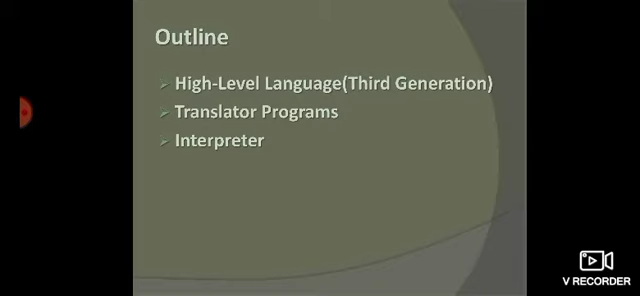 Outline
High-Level Language(Third Generation)
Translator Programs
Interpreter
V RECORDER